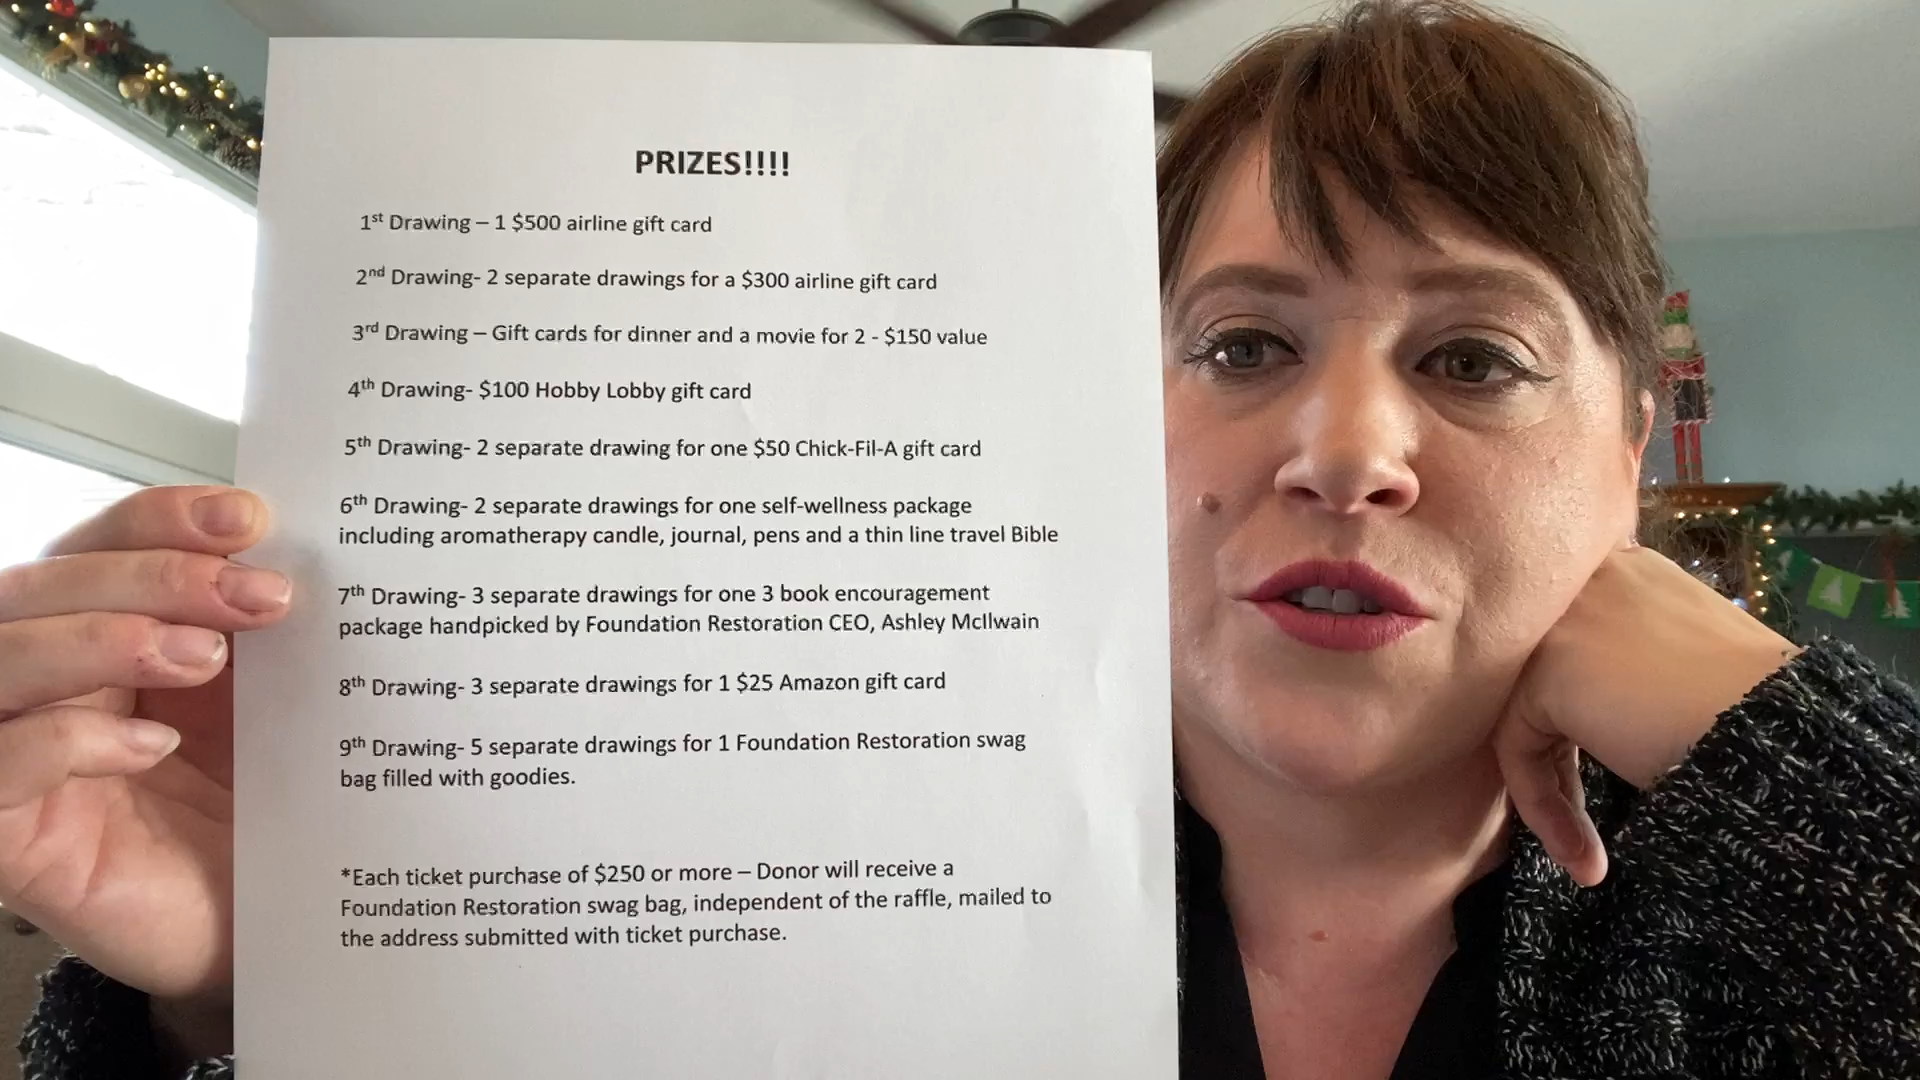 PRIZES!!!!
1st Drawing – 1 $500 airline gift card
2nd Drawing- 2 separate drawings for a $300 airline gift card
3rd Drawing – Gift cards for dinner and a movie for 2 - $150 value
4th Drawing- $100 Hobby Lobby gift card
5th Drawing- 2 separate drawing for one $50 Chick-Fil-A gift card
6th Drawing- 2 separate drawings for one self-wellness package
including aromatherapy candle, journal, pens and a thin line travel Bible
7th Drawing- 3 separate drawings for one 3 book encouragement
package handpicked by Foundation Restoration CEO, Ashley McIlwain
8th Drawing- 3 separate drawings for 1 $25 Amazon gift card
9th Drawing- 5 separate drawings for 1 Foundation Restoration swag
bag filled with goodies.
*Each ticket purchase of $250 or more – Donor will receive a
Foundation Restoration swag bag, independent of the raffle, mailed to
the address submitted with ticket purchase.